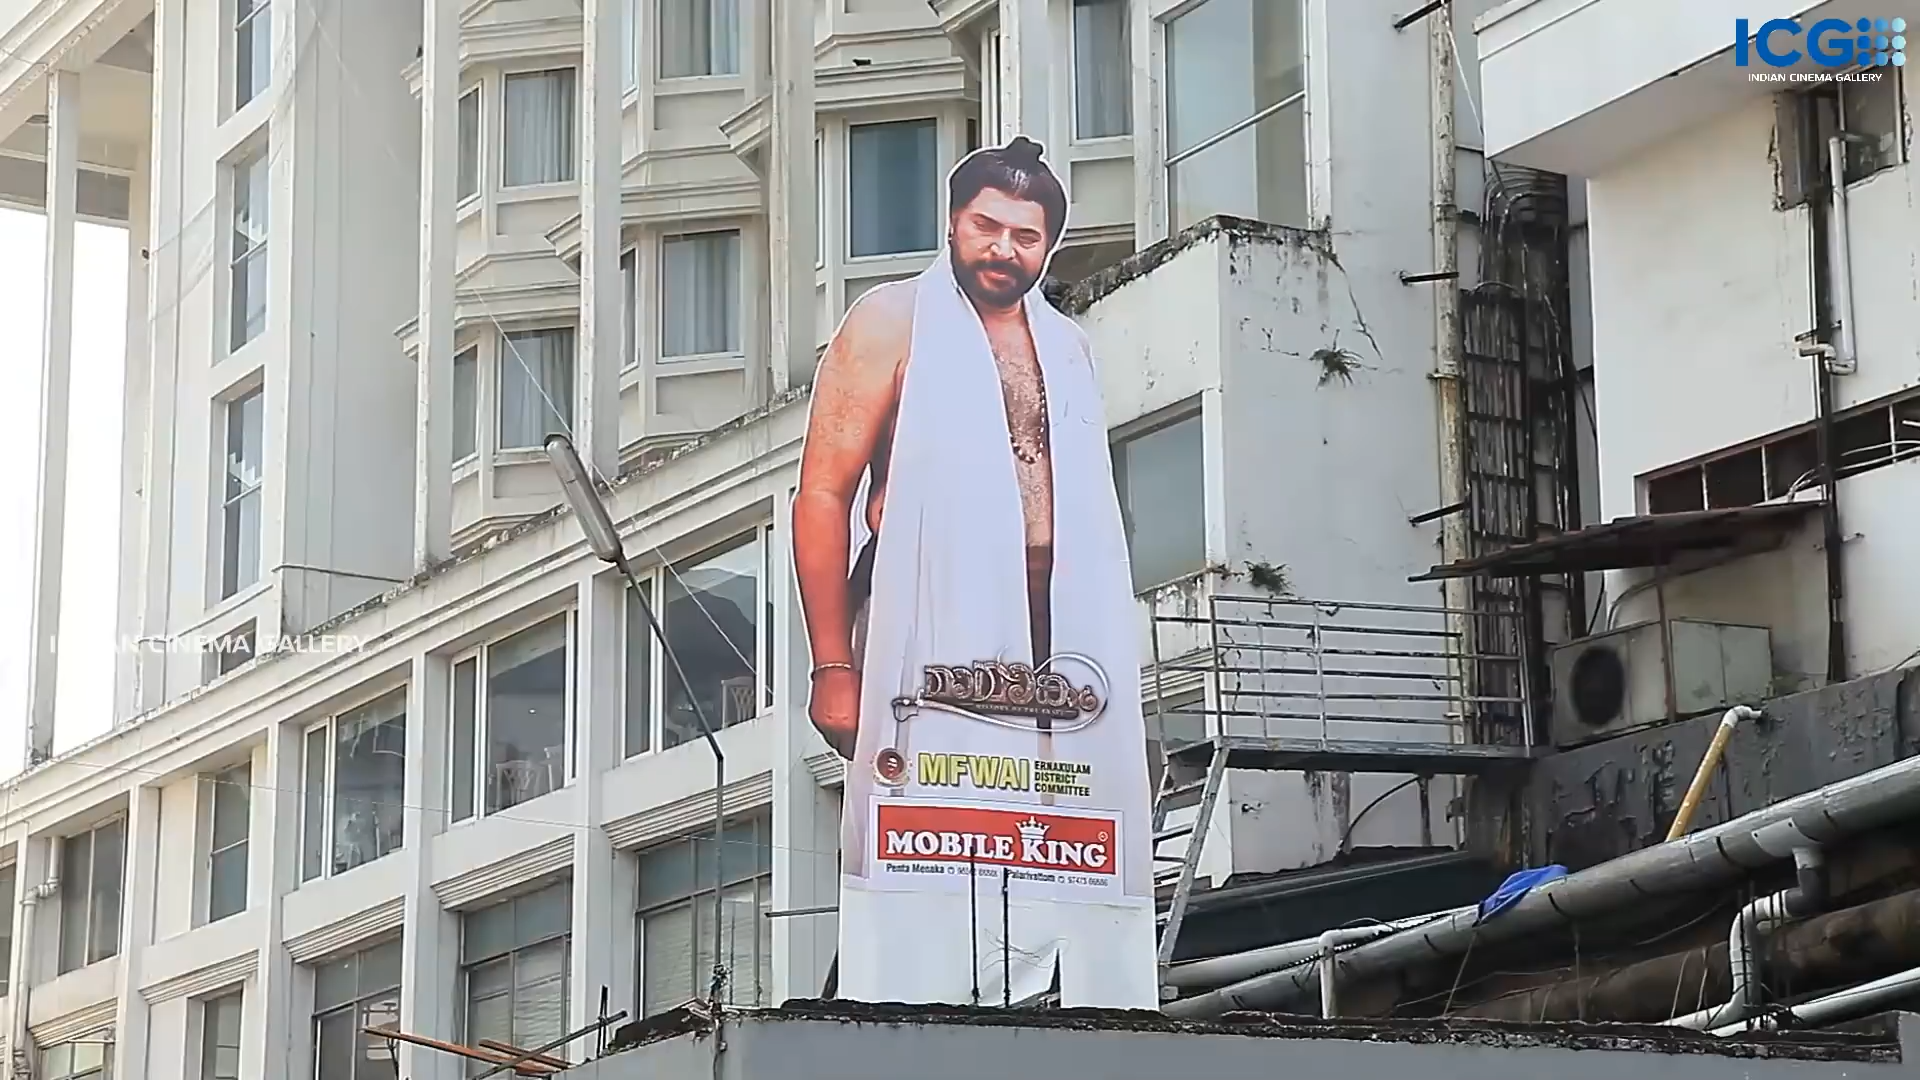 ICG
INDIAN CINEMA GALLERY
INDIAN CINEMA GALLERY
മാമാങ്കം
MFWAI
ERNAKULAM
DISTRICT
COMMITTEE
MOBILE KING
Penta Menaka
Palarivattom